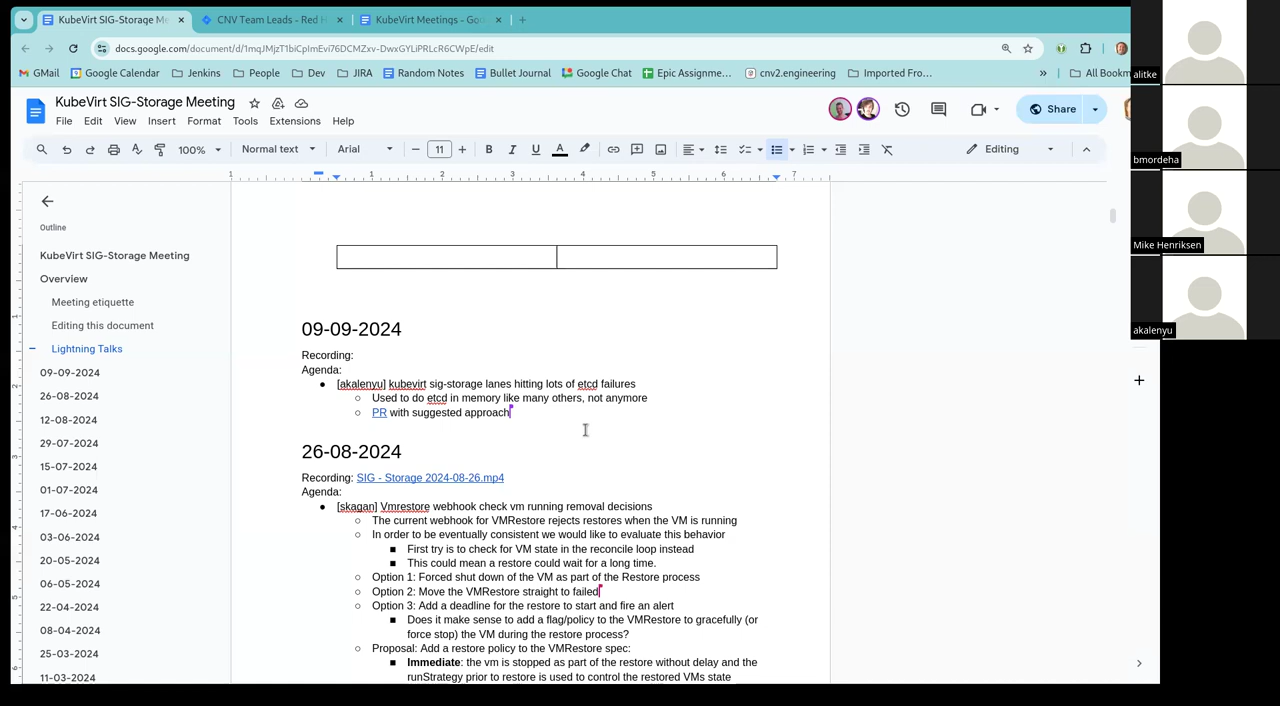 KubeVirt SIG-Storage Me
CNV Team Leads - Red H
KubeVirt Meetings - Goo
docs.google.com/document/d/1mqJMjzT1biCpImEvi76DCMZxv-DwxGYLiPRLcR6CWpE/edit
GMail
Google Calendar
Jenkins
People
Dev
JIRA
Random Notes
Bullet Journal
Google Chat
Epic Assignme...
cnv2.engineering
Imported Fro...
»
All Bookm
KubeVirt SIG-Storage Meeting
File Edit View Insert Format Tools Extensions Help
Share
100%
Normal text
Arial
11
B I U A
Editing
1 1 2 3 4 5 6 7
Outline
KubeVirt SIG-Storage Meeting
Overview
Meeting etiquette
Editing this document
Lightning Talks
09-09-2024
26-08-2024
12-08-2024
29-07-2024
15-07-2024
01-07-2024
17-06-2024
03-06-2024
20-05-2024
06-05-2024
22-04-2024
08-04-2024
25-03-2024
11-03-2024
1
2
3
4
5
6
09-09-2024
Recording:
Agenda:
● [akalenyu] kubevirt sig-storage lanes hitting lots of etcd failures
○ Used to do etcd in memory like many others, not anymore
○ PR with suggested approach
26-08-2024
Recording: SIG - Storage 2024-08-26.mp4
Agenda:
● [skagan] Vmrestore webhook check vm running removal decisions
○ The current webhook for VMRestore rejects restores when the VM is running
○ In order to be eventually consistent we would like to evaluate this behavior
■ First try is to check for VM state in the reconcile loop instead
■ This could mean a restore could wait for a long time.
○ Option 1: Forced shut down of the VM as part of the Restore process
○ Option 2: Move the VMRestore straight to failed
○ Option 3: Add a deadline for the restore to start and fire an alert
■ Does it make sense to add a flag/policy to the VMRestore to gracefully (or
force stop) the VM during the restore process?
○ Proposal: Add a restore policy to the VMRestore spec:
■ Immediate: the vm is stopped as part of the restore without delay and the
runStrategy prior to restore is used to control the restored VMs state
alitke
bmordeha
Mike Henriksen
akalenyu